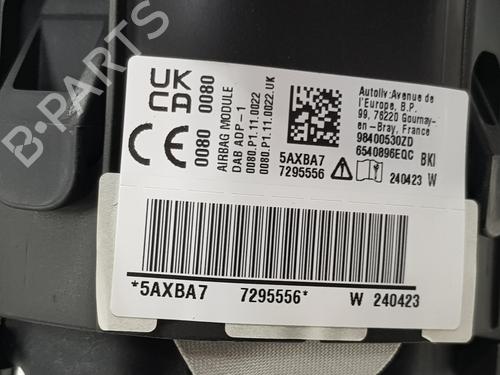 UK
CA
0080
CE
0080
AIRBAG MODULE
DAB ADP-1
0080.P1.11.0022
0080.P1.11.0022.UK
Autoliv:Avenue de
l'Europe, B.P.
99, 76220 Gournay-
en-Bray, France
98400530ZD
6540896EQC BKI
5AXBA7
7295556
240423 W
*5AXBA7 7295556* W 240423
B-PARTS